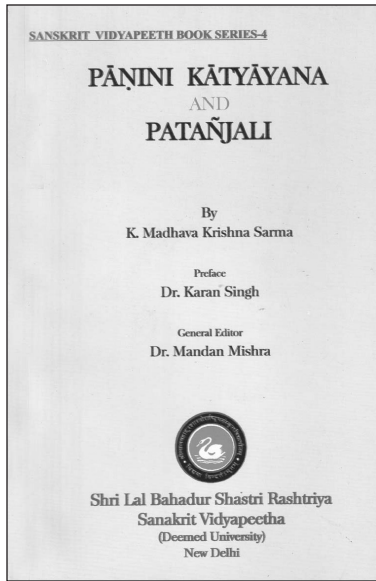 SANSKRIT VIDYAPEETH BOOK SERIES-4
PĀṆINI KĀTYĀYANA
AND
PATAÑJALI
By
K. Madhava Krishna Sarma
Preface
Dr. Karan Singh
General Editor
Dr. Mandan Mishra
Shri Lal Bahadur Shastri Rashtriya
Sanakrit Vidyapeetha
(Deemed University)
New Delhi